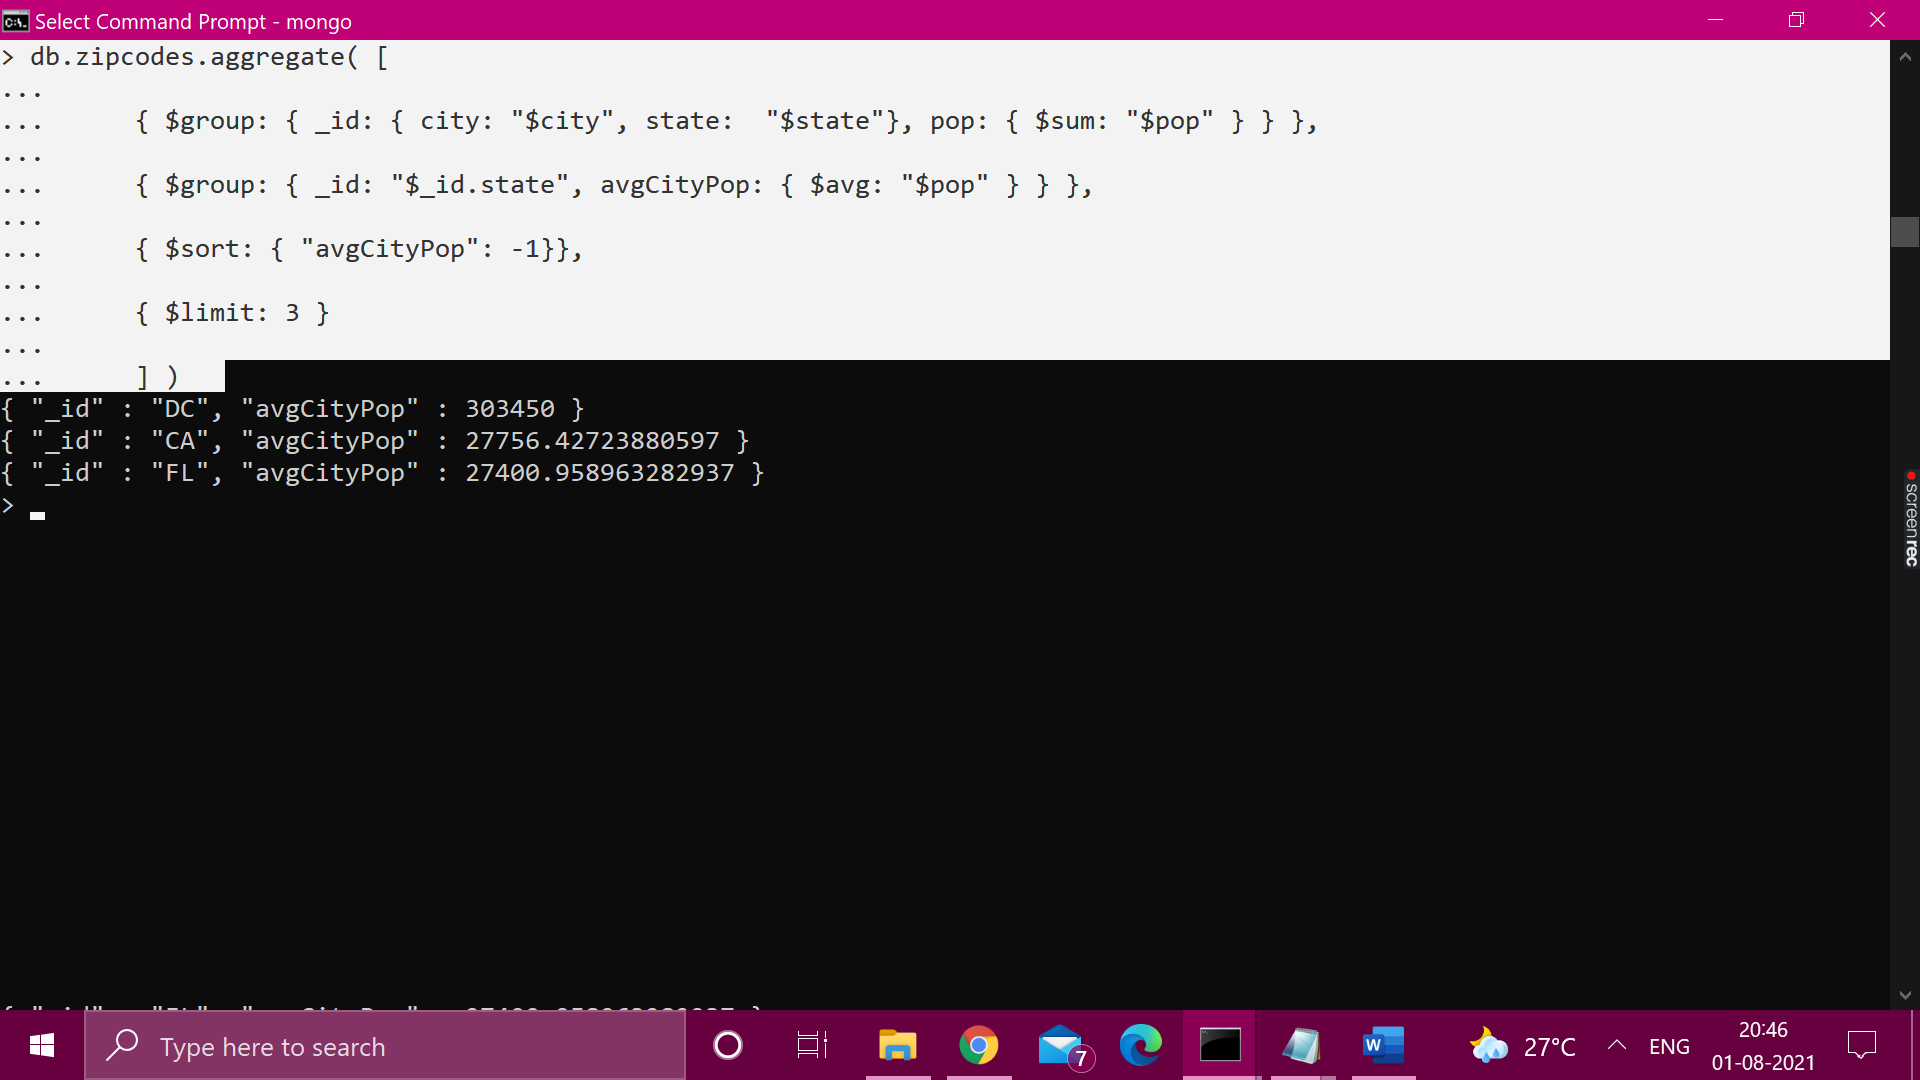 Select Command Prompt - mongo
> db.zipcodes.aggregate( [
...
...      { $group: { _id: { city: "$city", state:  "$state"}, pop: { $sum: "$pop" } } },
...
...      { $group: { _id: "$_id.state", avgCityPop: { $avg: "$pop" } } },
...
...      { $sort: { "avgCityPop": -1}},
...
...      { $limit: 3 }
...
...      ] )
{ "_id" : "DC", "avgCityPop" : 303450 }
{ "_id" : "CA", "avgCityPop" : 27756.42723880597 }
{ "_id" : "FL", "avgCityPop" : 27400.958963282937 }
>
screenrec
Type here to search
7
27°C
ENG
20:46
01-08-2021